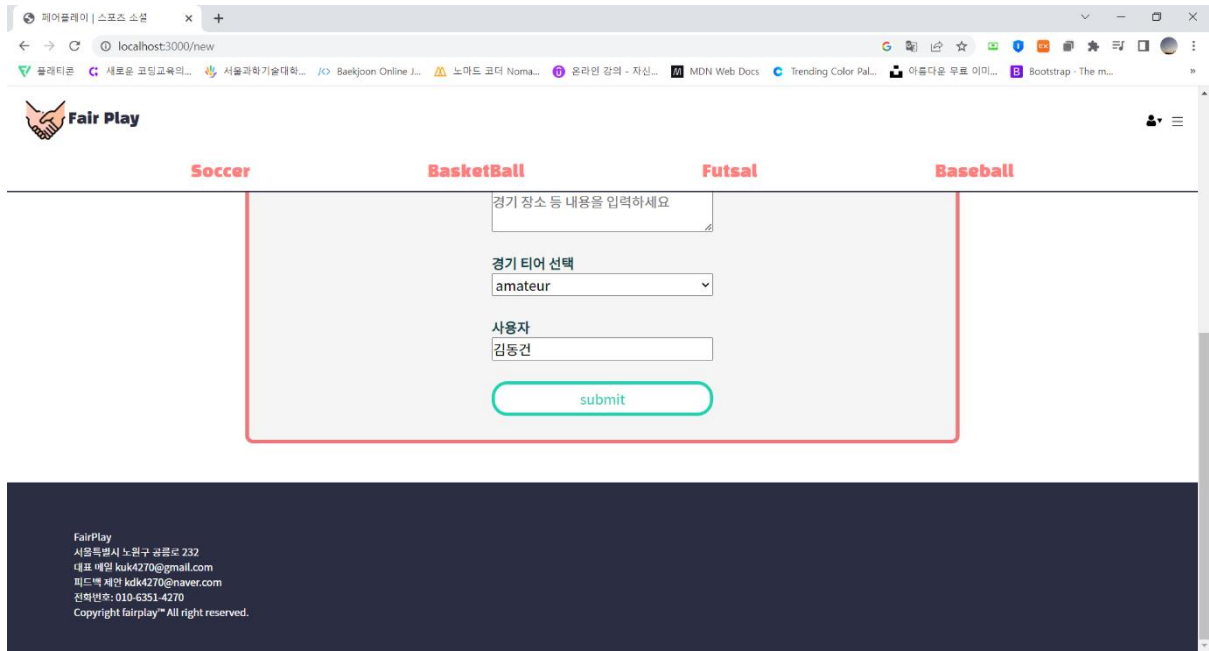 페어플레이 | 스포츠 소셜
localhost:3000/new
플래티콘 새로운 코딩교육의... 서울과학기술대학... Baekjoon Online J... 노마드 코더 Noma... 온라인 강의 - 자신... MDN Web Docs Trending Color Pal... 아름다운 무료 이미... Bootstrap · The m...
Fair Play
Soccer BasketBall Futsal Baseball
경기 장소 등 내용을 입력하세요
경기 티어 선택
amateur
사용자
김동건
submit
FairPlay
서울특별시 노원구 공릉로 232
대표 메일 kuk4270@gmail.com
피드백 제안 kdk4270@naver.com
전화번호: 010-6351-4270
Copyright fairplay™ All right reserved.